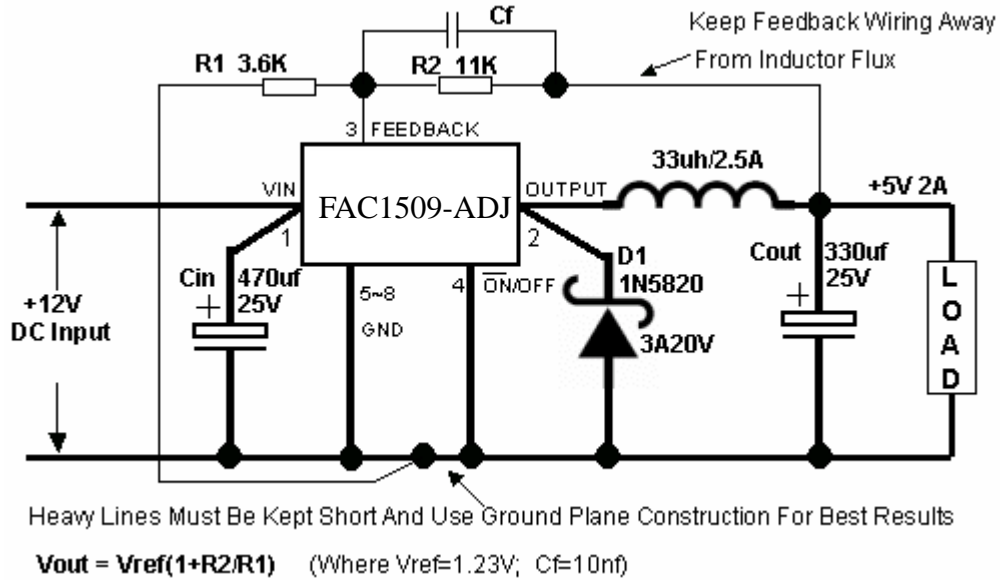 Cf
Keep Feedback Wiring Away
From Inductor Flux
R1 3.6K
R2 11K
3 FEEDBACK
33uh/2.5A
VIN
FAC1509-ADJ
OUTPUT
+5V 2A
1
2
D1
1N5820
3A20V
Cin 470uf
25V
+
+12V
DC Input
5~8
GND
4 ON/OFF
Cout 330uf
25V
+
L
O
A
D
Heavy Lines Must Be Kept Short And Use Ground Plane Construction For Best Results
Vout = Vref(1+R2/R1) (Where Vref=1.23V; Cf=10nf)